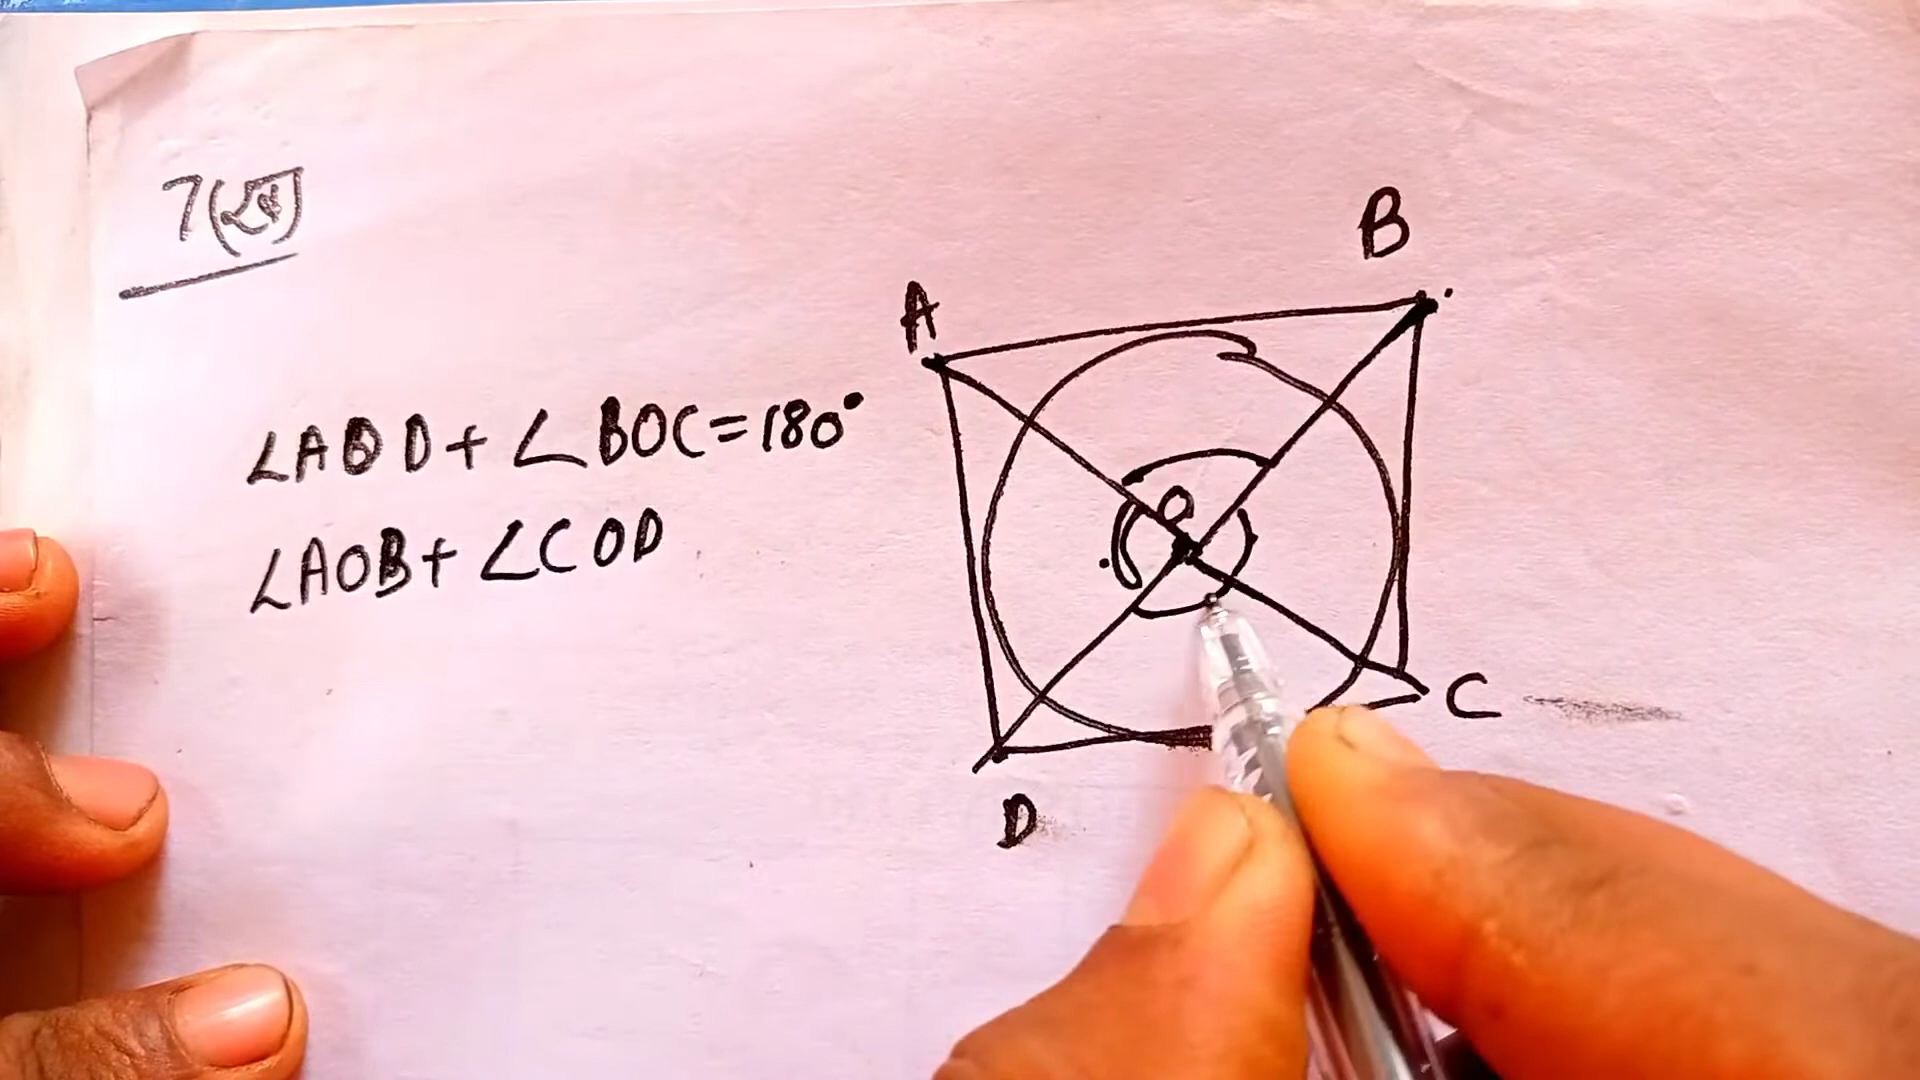 7(খ)
B
A
∠AOD + ∠BOC = 180°
O
∠AOB + ∠COD
C
D